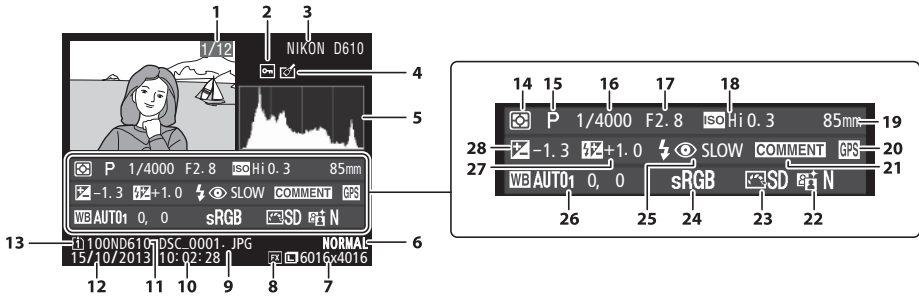 1 2 3
1/12 NIKON D610
4
5
P 1/4000 F2.8 ISO Hi 0.3 85mm
-1.3 +1.0 SLOW COMMENT GPS
WB AUTO1 0, 0 sRGB SD N
13 1 100ND610 DSC_0001.JPG NORMAL 6
15/10/2013 10:02:28 FX L 6016x4016
12 11 10 9 8 7
14 15 16 17 18
P 1/4000 F2.8 ISO Hi 0.3 85mm 19
28 -1.3 +1.0 SLOW COMMENT GPS 20
27 21
WB AUTO1 0, 0 sRGB SD N
26 25 24 23 22